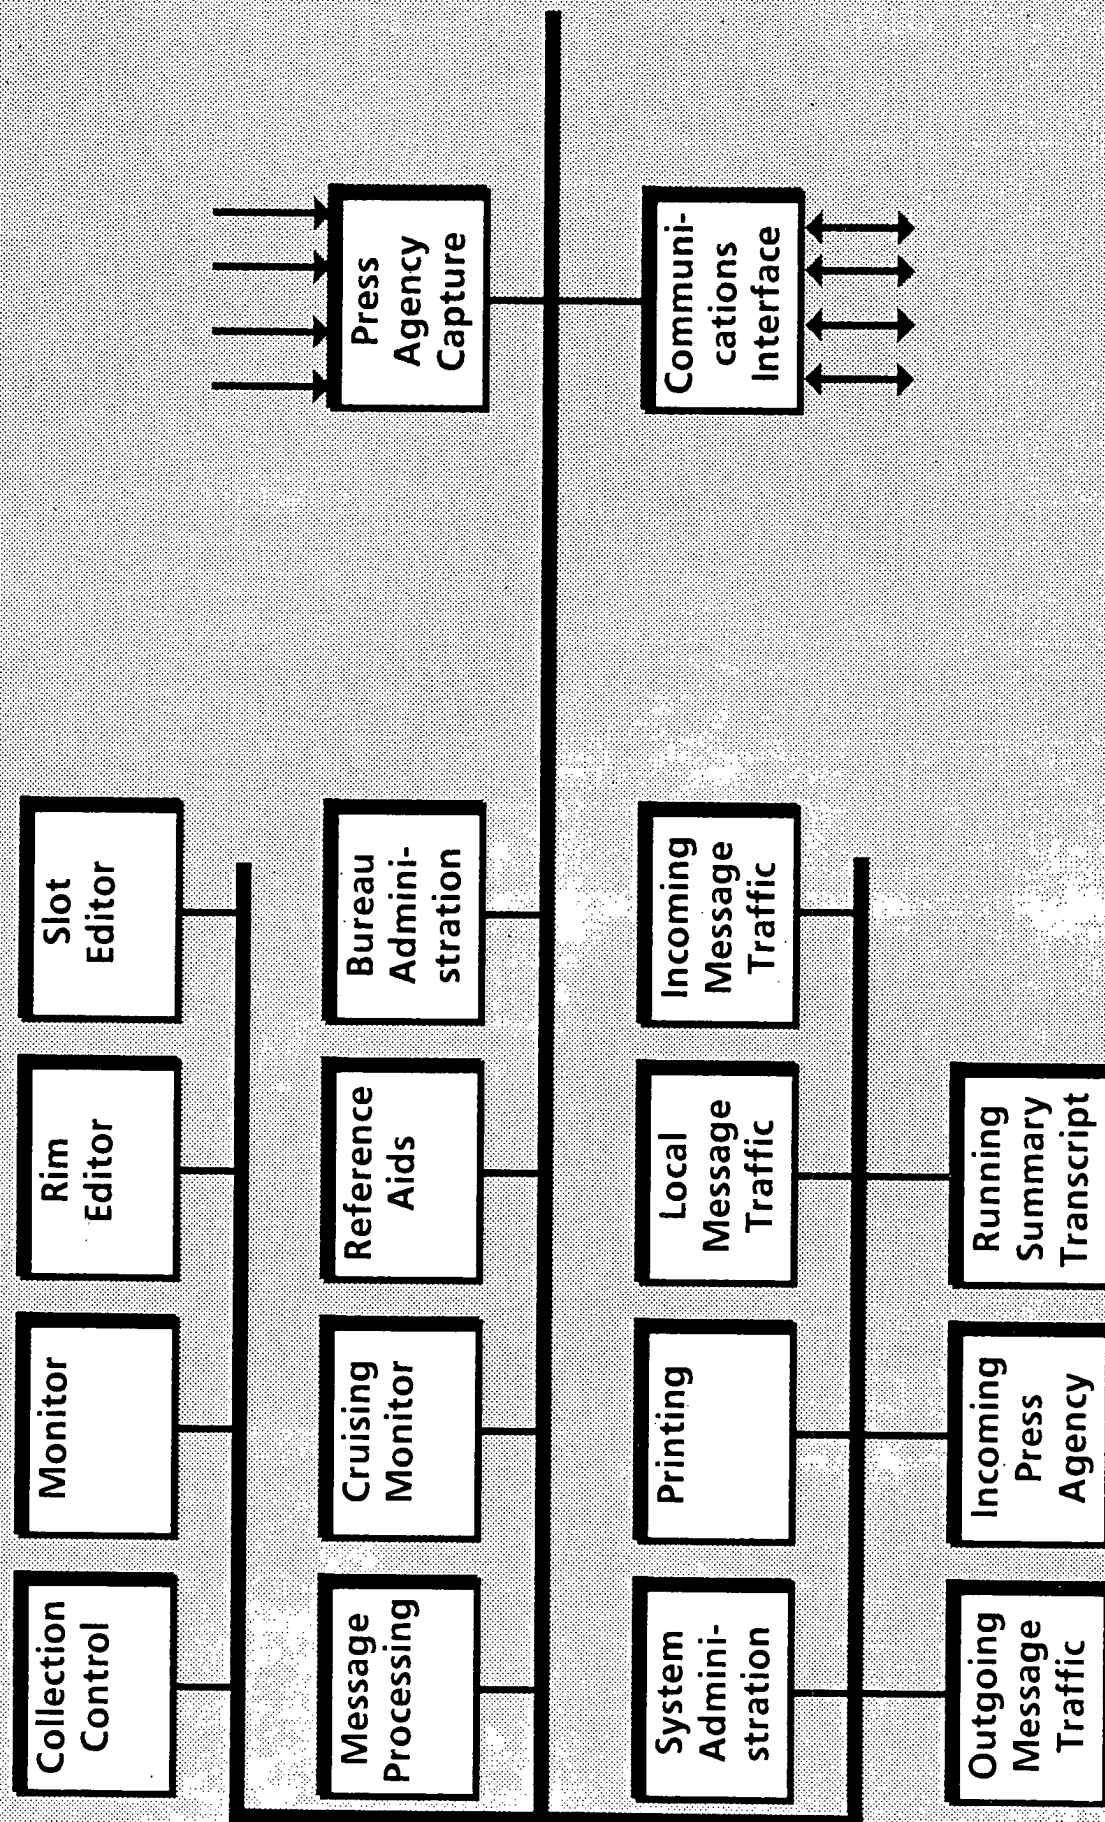 Collection
Control
Monitor
Rim
Editor
Slot
Editor
Message
Processing
Cruising
Monitor
Reference
Aids
Bureau
Admini-
stration
Press
Agency
Capture
System
Admini-
stration
Printing
Local
Message
Traffic
Incoming
Message
Traffic
Communi-
cations
Interface
Outgoing
Message
Traffic
Incoming
Press
Agency
Running
Summary
Transcript